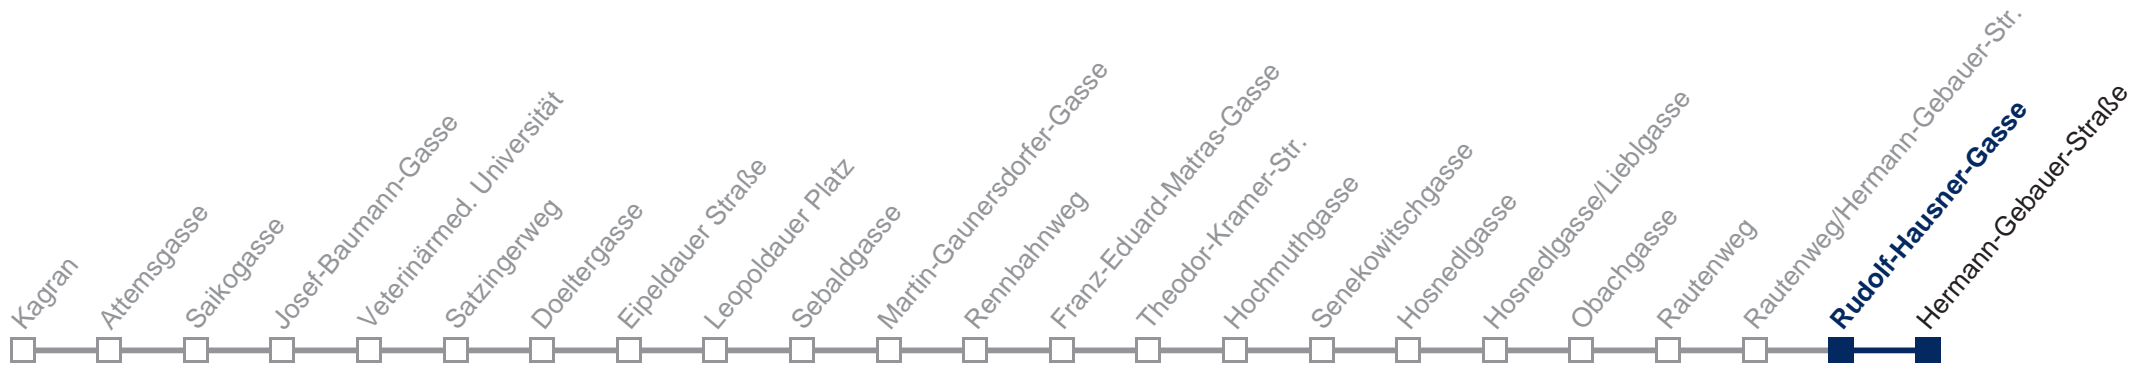 Kagran
Attemsgasse
Saikogasse
Josef-Baumann-Gasse
Veterinärmed. Universität
Satzingerweg
Doeltergasse
Eipeldauer Straße
Leopoldauer Platz
Sebaldgasse
Martin-Gaunersdorfer-Gasse
Rennbahnweg
Franz-Eduard-Matras-Gasse
Theodor-Kramer-Str.
Hochmuthgasse
Senekowitschgasse
Hosnedlgasse
Hosnedlgasse/Lieblgasse
Obachgasse
Rautenweg
Rautenweg/Hermann-Gebauer-Str.
Rudolf-Hausner-Gasse
Hermann-Gebauer-Straße